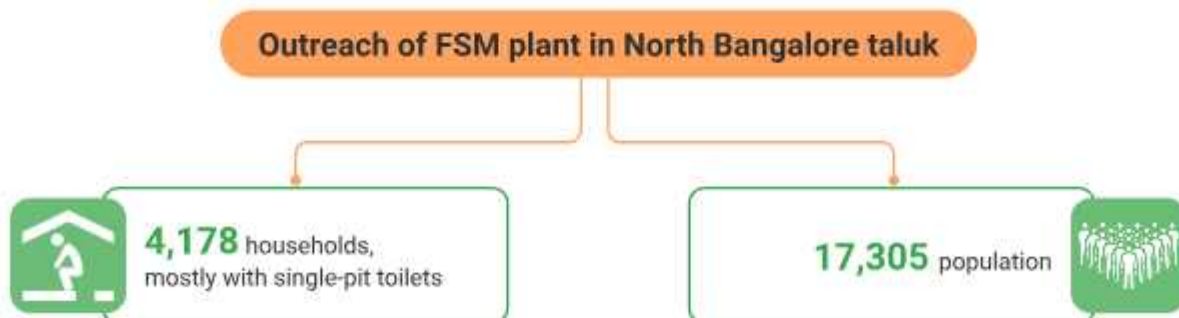 Outreach of FSM plant in North Bangalore taluk
4,178 households,
mostly with single-pit toilets
17,305 population